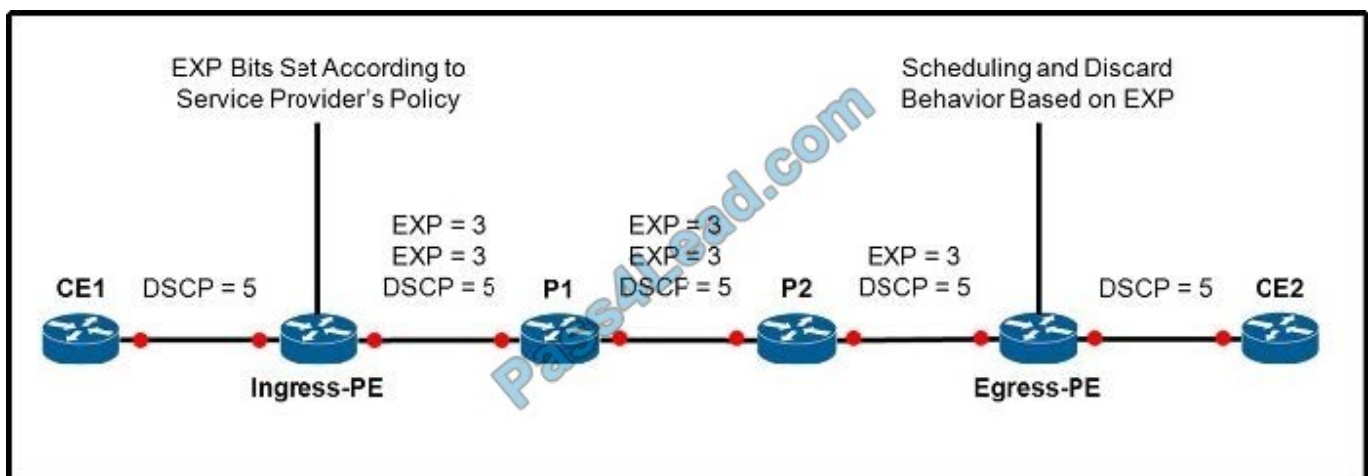 EXP Bits Set According to
Service Provider's Policy
Scheduling and Discard
Behavior Based on EXP
EXP = 3
EXP = 3
DSCP = 5
EXP = 3
EXP = 3
DSCP = 5
EXP = 3
DSCP = 5
CE1
DSCP = 5
P1
P2
DSCP = 5
CE2
Ingress-PE
Egress-PE
Pass4Lead.com